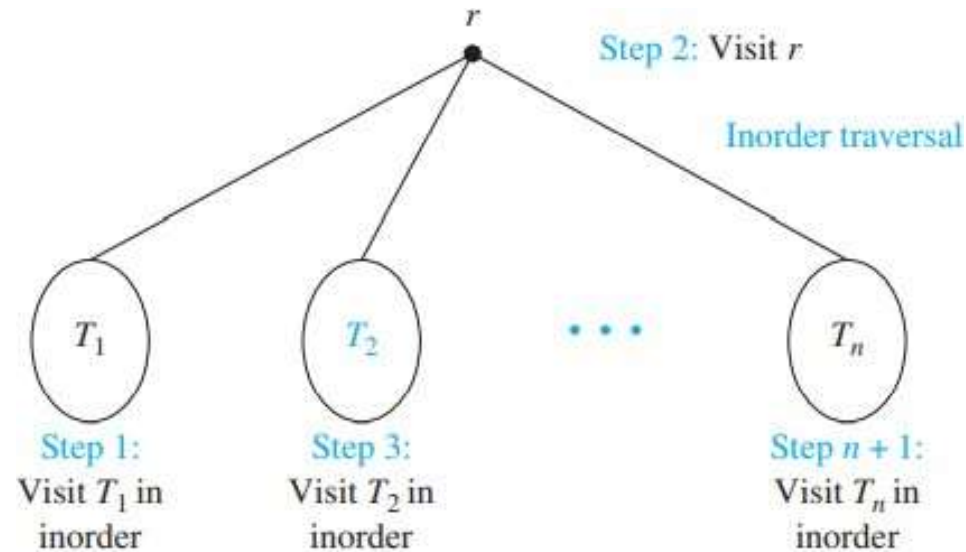 r
Step 2: Visit r
Inorder traversal
T₁
T₂
• • •
Tₙ
Step 1:
Visit T₁ in
inorder
Step 3:
Visit T₂ in
inorder
Step n + 1:
Visit Tₙ in
inorder